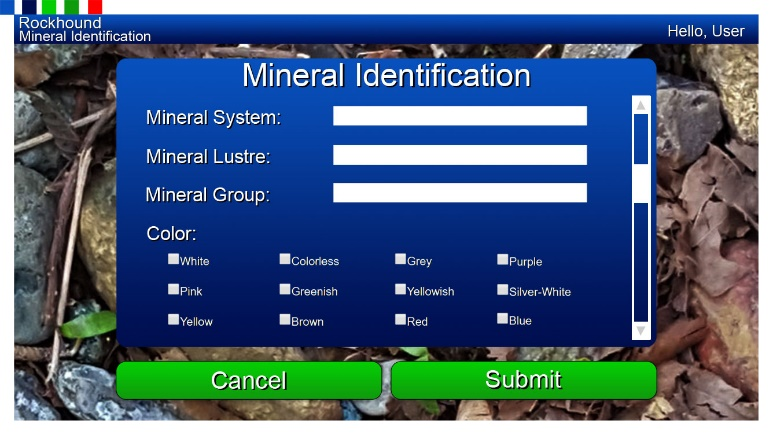 Rockhound
Mineral Identification
Hello, User
Mineral Identification
Mineral System:
Mineral Lustre:
Mineral Group:
Color:
White Colorless Grey Purple
Pink Greenish Yellowish Silver-White
Yellow Brown Red Blue
Cancel Submit